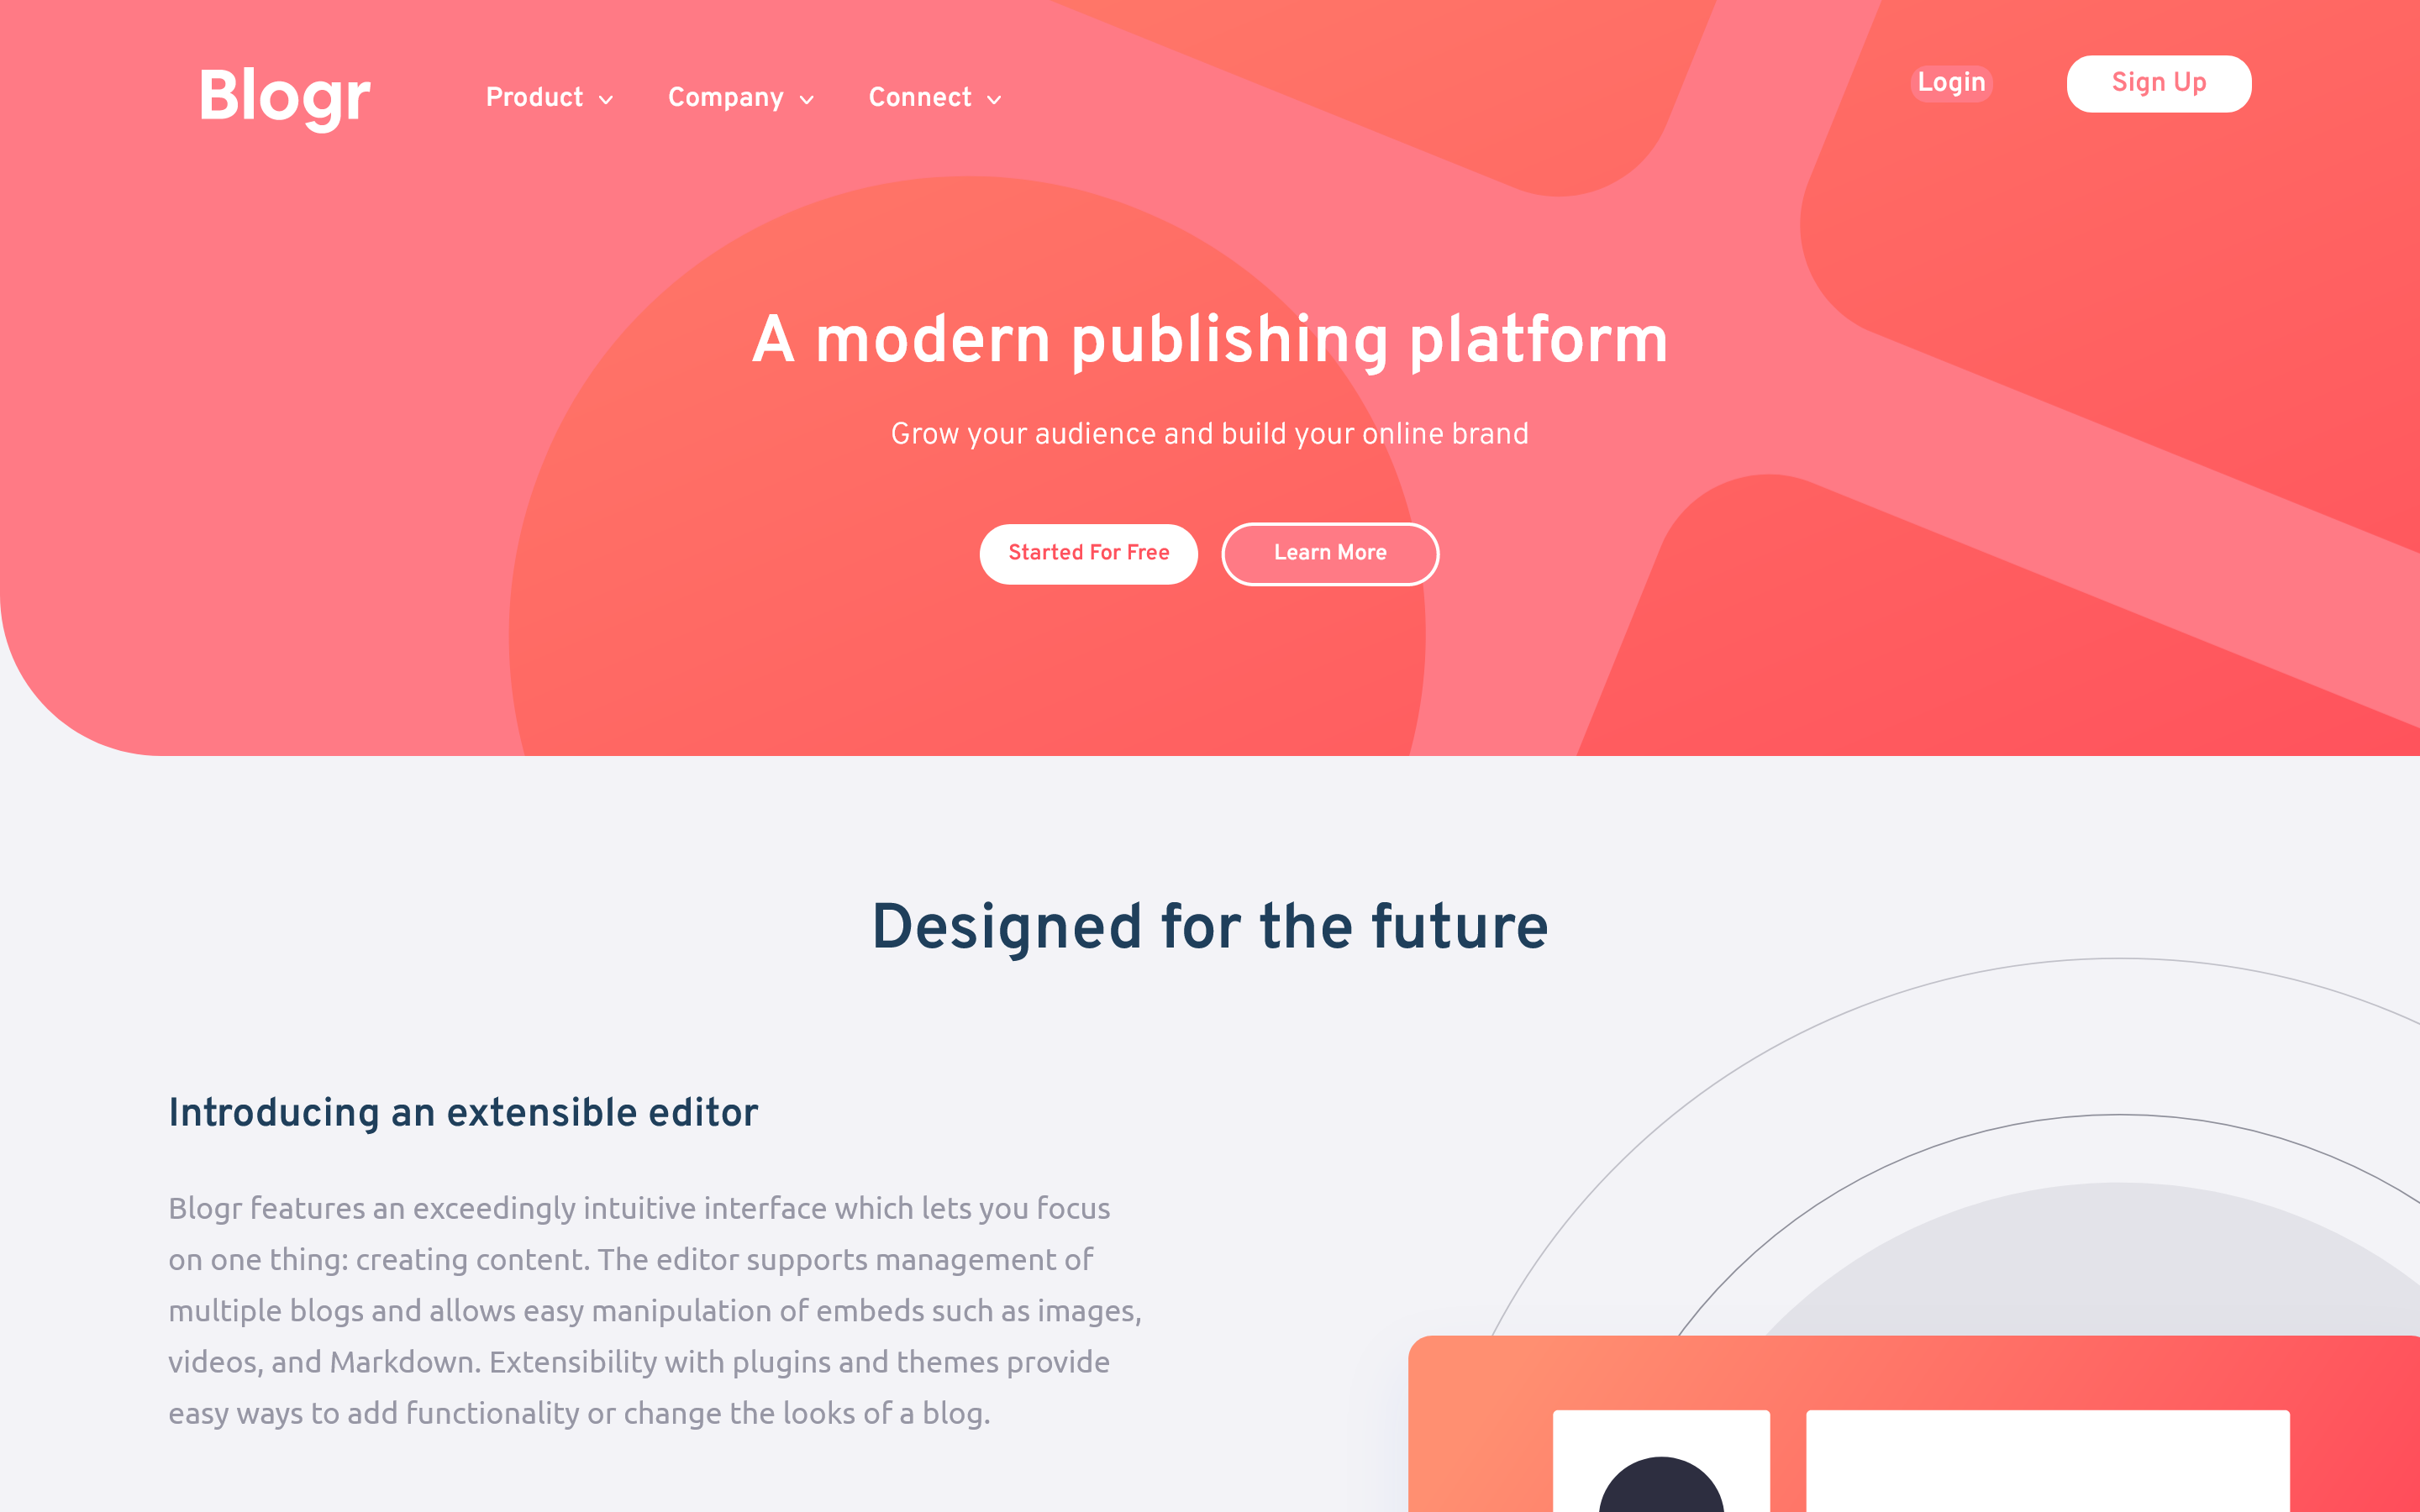 Blogr
Product
Company
Connect
Login
Sign Up
A modern publishing platform
Grow your audience and build your online brand
Started For Free
Learn More
Designed for the future
Introducing an extensible editor
Blogr features an exceedingly intuitive interface which lets you focus
on one thing: creating content. The editor supports management of
multiple blogs and allows easy manipulation of embeds such as images,
videos, and Markdown. Extensibility with plugins and themes provide
easy ways to add functionality or change the looks of a blog.